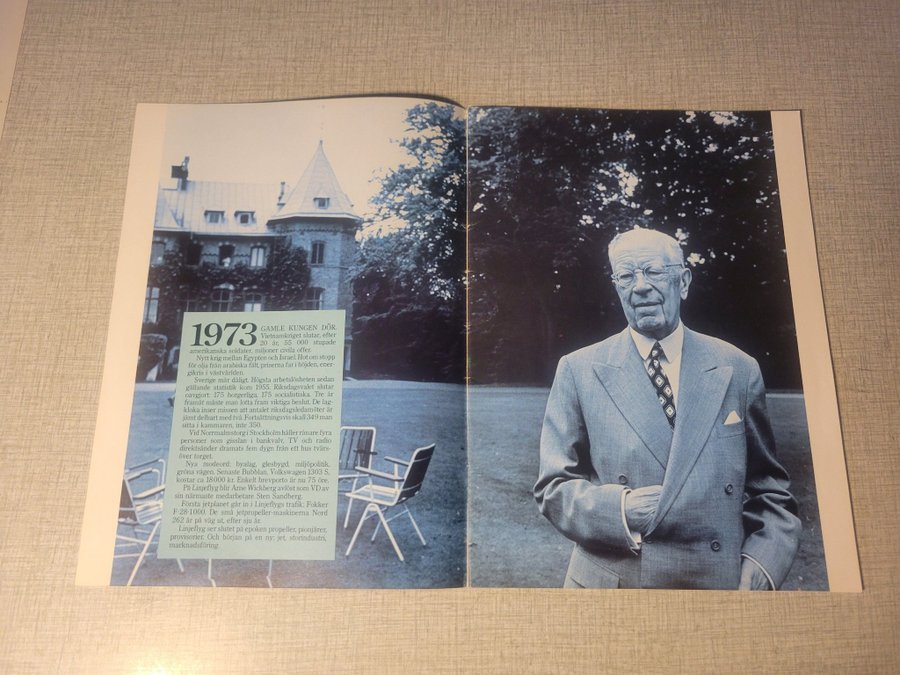 1973 GAMLE KUNGEN DÖR.
Vietnamkriget slutar, efter
20 år, 55 000 stupade
amerikanska soldater, miljoner civila offer.
Nytt krig mellan Egypten och Israel. Hot om stopp
för olja från arabiska fält, priserna far i höjden, ener-
gikris i västvärlden.
Sverige mår dåligt. Högsta arbetslösheten sedan
gällande statistik kom 1955. Riksdagsvalet slutar
oavgjort: 175 borgerliga, 175 socialistiska. Tre år
framåt måste man lotta fram viktiga beslut. De lag-
kloka inser missen att antalet riksdagsledamöter är
jämt delbart med två. Fortsättningsvis skall 349 man
sitta i kammaren, inte 350.
Vid Norrmalmstorg i Stockholm håller rånare fyra
personer som gisslan i bankvalv, TV och radio
direktsänder dramats fem dygn från ett hus tvärs-
över torget.
Nya modeord: byalag, glesbygd, miljöpolitik,
gröna vågen. Senaste Bubblan, Volkswagen 1303 S,
kostar ca 18000 kr. Enkelt brevporto är nu 75 öre.
På Linjeflyg blir Arne Wickberg avlöst som VD av
sin närmaste medarbetare Sten Sandberg.
Första jetplanet går in i Linjeflygs trafik: Fokker
F-28-1000. De små jetpropeller-maskinerna Nord
262 är på väg ut, efter sju år.
Linjeflyg ser slutet på epoken propeller, pionjärer,
provisorier. Och början på en ny: jet, storindustri,
marknadsföring.